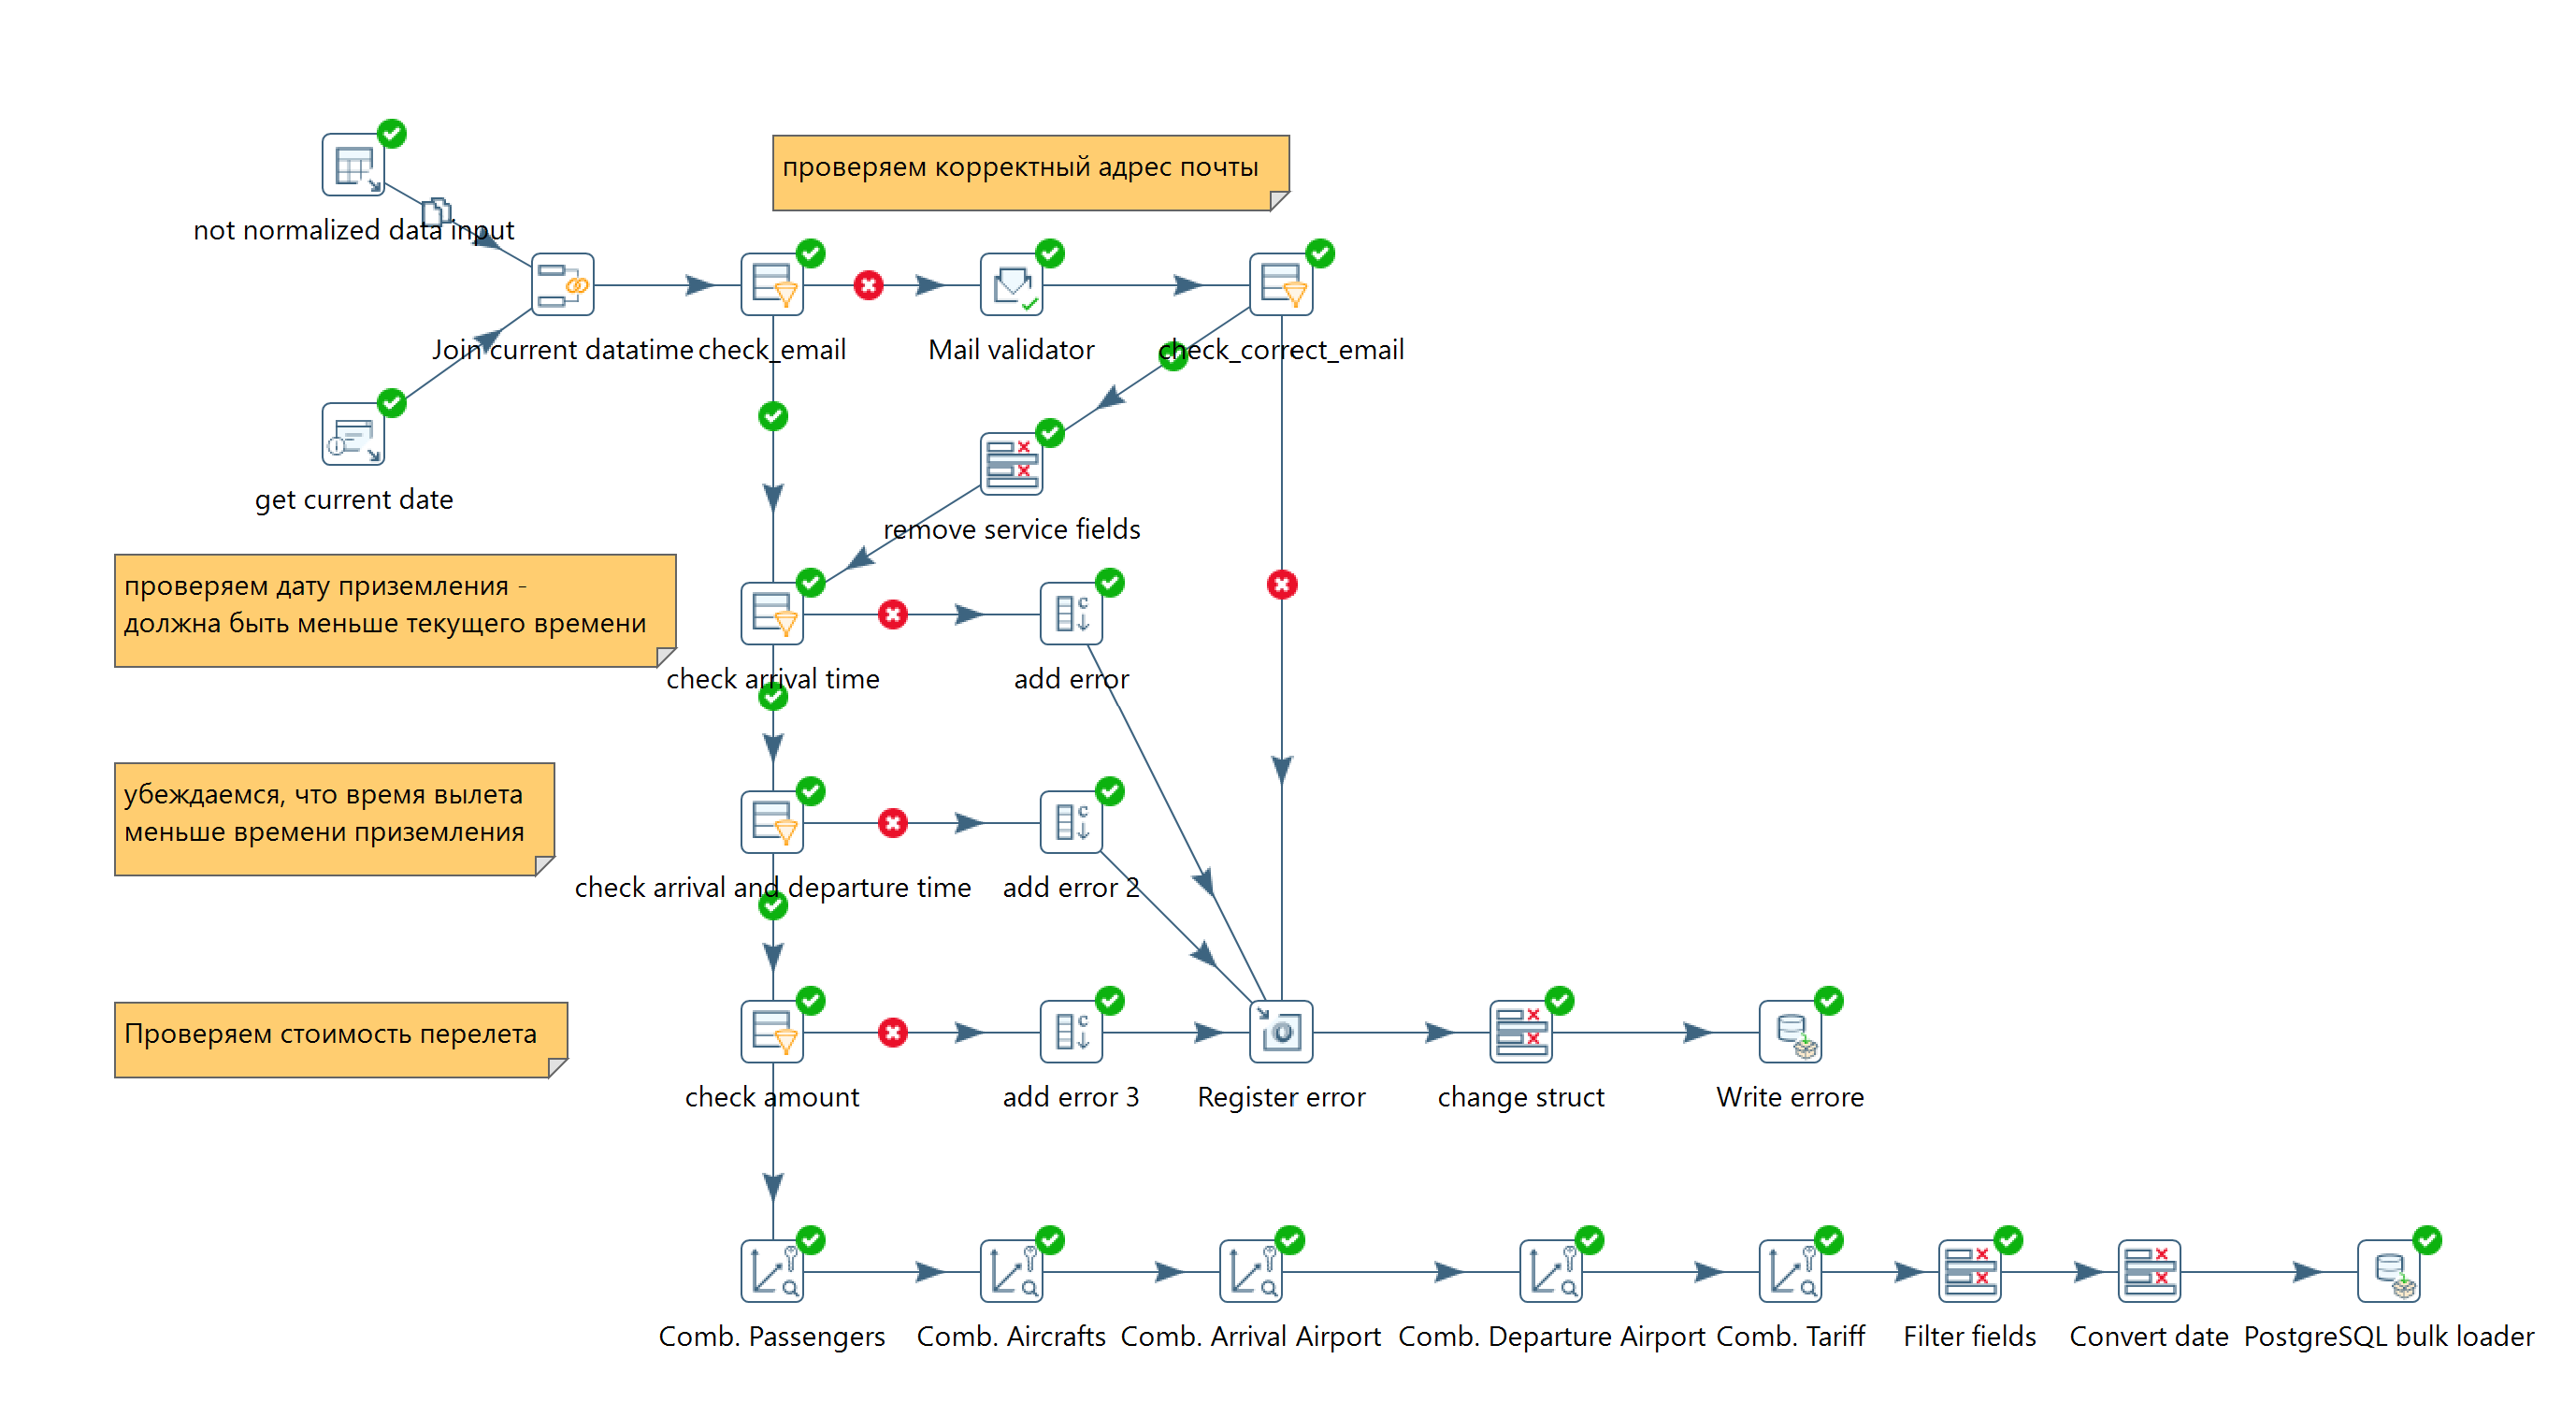 проверяем корректный адрес почты
not normalized data input
Join current datatime
check_email
Mail validator
check_correct_email
get current date
remove service fields
проверяем дату приземления -
должна быть меньше текущего времени
check arrival time
add error
убеждаемся, что время вылета
меньше времени приземления
check arrival and departure time
add error 2
Проверяем стоимость перелета
check amount
add error 3
Register error
change struct
Write errore
Comb. Passengers
Comb. Aircrafts
Comb. Arrival Airport
Comb. Departure Airport
Comb. Tariff
Filter fields
Convert date
PostgreSQL bulk loader